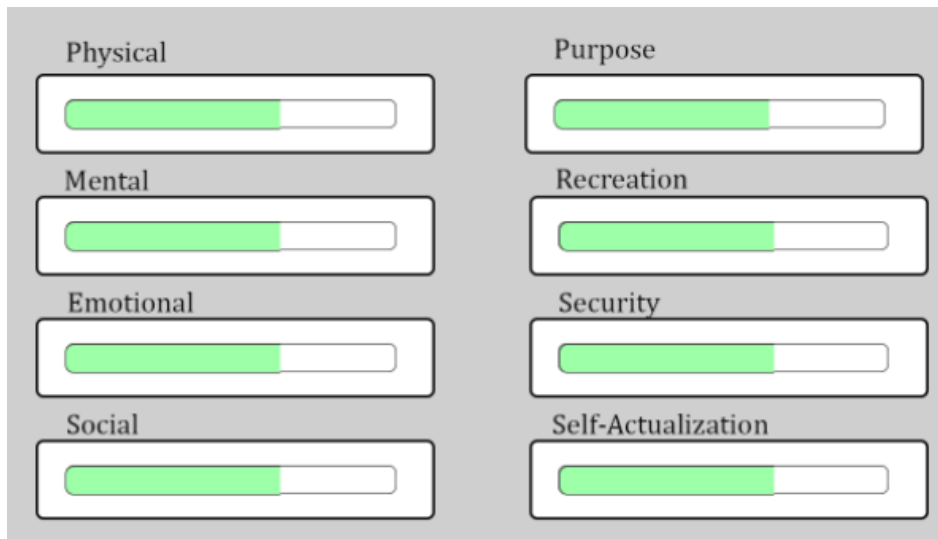 Physical
Purpose
Mental
Recreation
Emotional
Security
Social
Self-Actualization